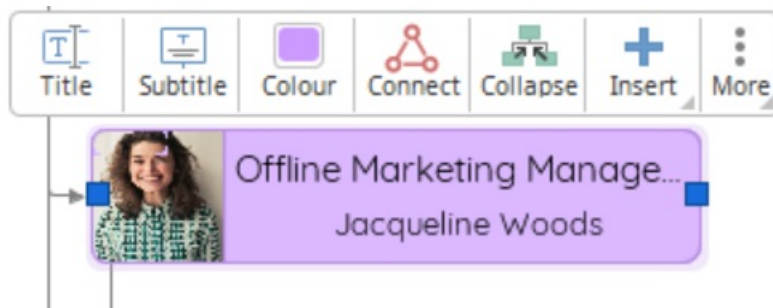 Title Subtitle Colour Connect Collapse Insert More
Offline Marketing Manage...
Jacqueline Woods